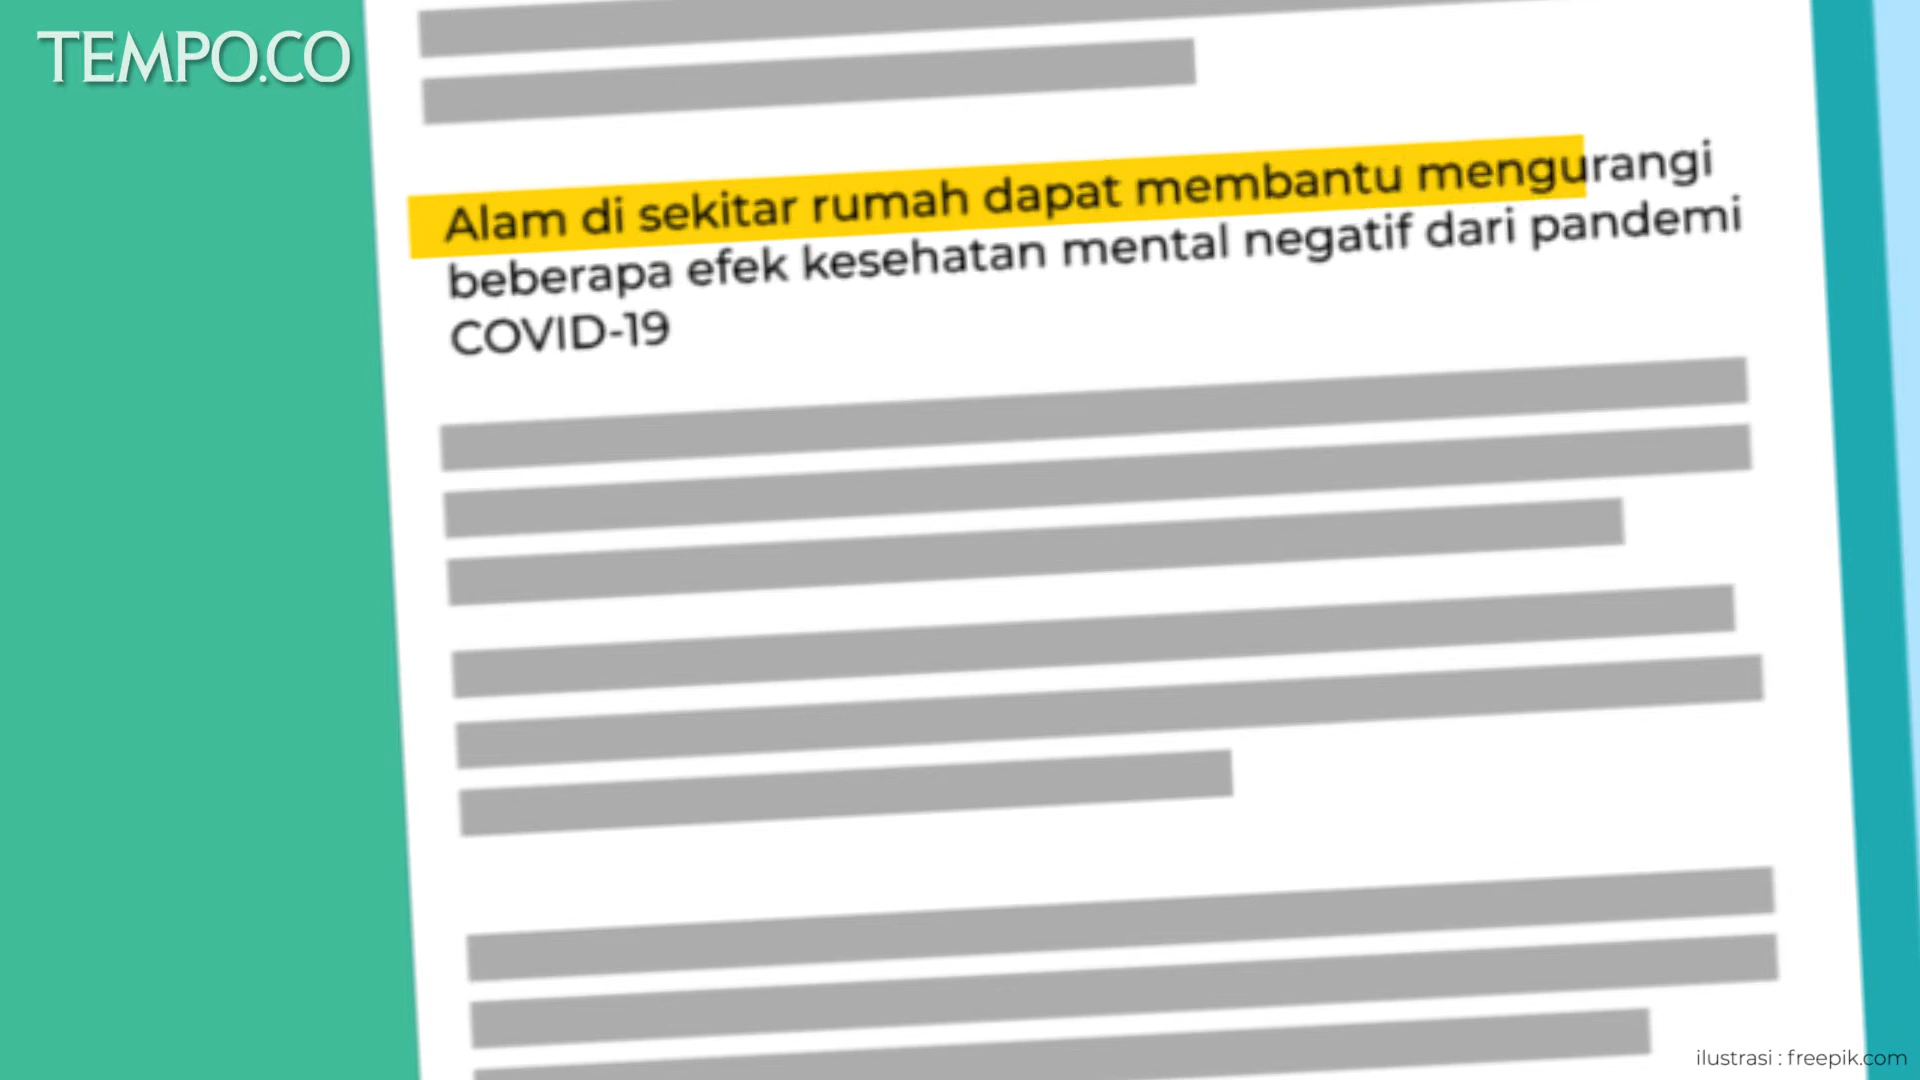 TEMPO.CO
Alam di sekitar rumah dapat membantu mengurangi
beberapa efek kesehatan mental negatif dari pandemi
COVID-19
ilustrasi : freepik.com